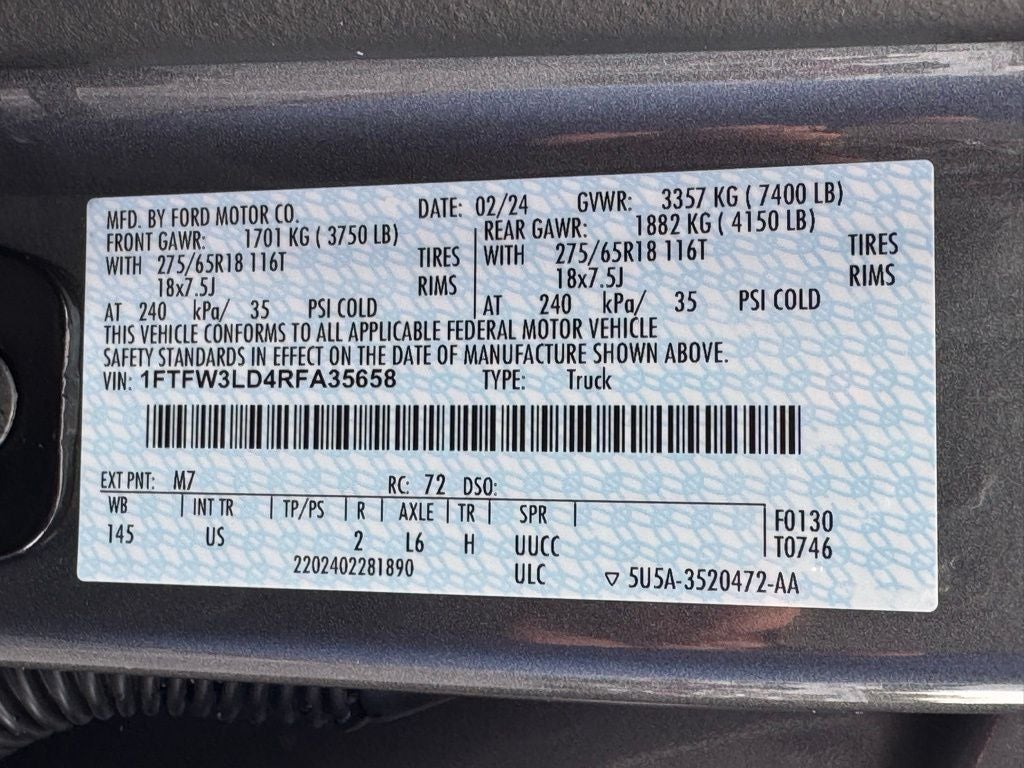 MFD. BY FORD MOTOR CO. DATE: 02/24 GVWR: 3357 KG ( 7400 LB)
FRONT GAWR: 1701 KG ( 3750 LB) REAR GAWR: 1882 KG ( 4150 LB)
WITH 275/65R18 116T TIRES WITH 275/65R18 116T TIRES
18x7.5J RIMS 18x7.5J RIMS
AT 240 kPa/ 35 PSI COLD AT 240 kPa/ 35 PSI COLD
THIS VEHICLE CONFORMS TO ALL APPLICABLE FEDERAL MOTOR VEHICLE
SAFETY STANDARDS IN EFFECT ON THE DATE OF MANUFACTURE SHOWN ABOVE.
VIN: 1FTFW3LD4RFA35658 TYPE: Truck
EXT PNT: M7 RC: 72 DSO:
WB INT TR TP/PS R AXLE TR SPR F0130
145 US 2 L6 H UUCC T0746
2202402281890 ULC ▽ 5U5A-3520472-AA